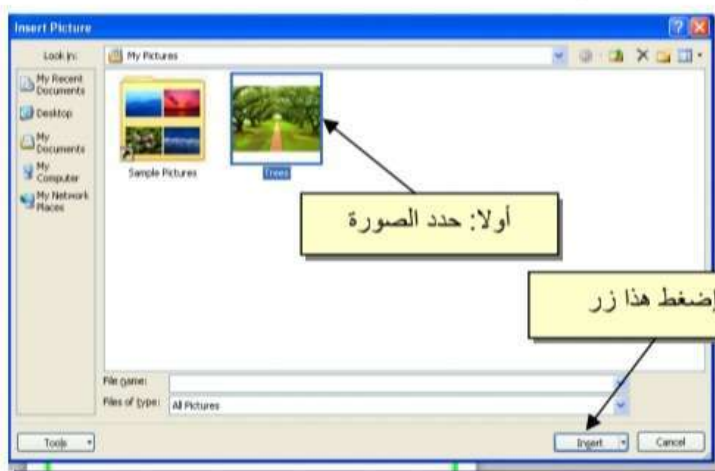 Insert Picture
Look in:
My Pictures
My Recent Documents
Desktop
My Documents
My Computer
My Network Places
Sample Pictures
Trees
أولا: حدد الصورة
إضغط هذا زر
File name:
Files of type:
All Pictures
Tools
Insert
Cancel